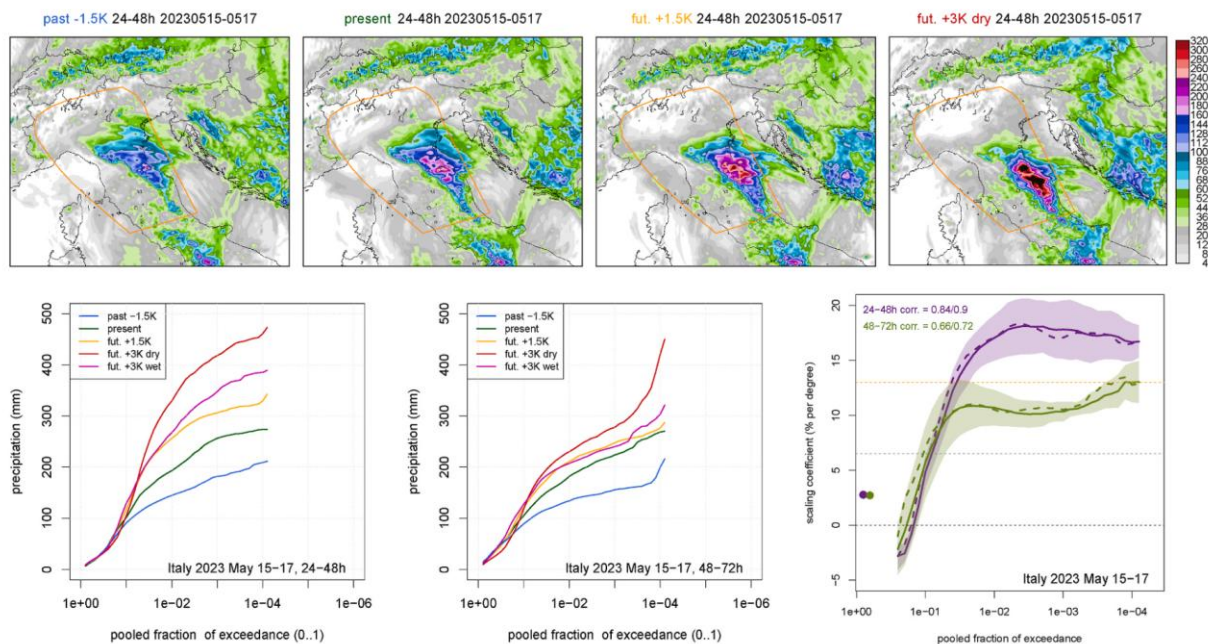 past -1.5K 24-48h 20230515-0517
present 24-48h 20230515-0517
fut. +1.5K 24-48h 20230515-0517
fut. +3K dry 24-48h 20230515-0517
320
300
280
260
240
220
200
180
160
144
128
112
100
88
76
68
60
52
44
36
28
20
12
8
4
500
400
300
200
100
0
precipitation (mm)
past −1.5K
present
fut. +1.5K
fut. +3K dry
fut. +3K wet
Italy 2023 May 15−17, 24−48h
1e+00
1e−02
1e−04
1e−06
pooled fraction of exceedance (0..1)
500
400
300
200
100
0
precipitation (mm)
past −1.5K
present
fut. +1.5K
fut. +3K dry
fut. +3K wet
Italy 2023 May 15−17, 48−72h
1e+00
1e−02
1e−04
1e−06
pooled fraction of exceedance (0..1)
20
15
10
5
0
−5
scaling coefficient (% per degree)
24−48h corr. = 0.84/0.9
48−72h corr. = 0.66/0.72
Italy 2023 May 15−17
1e+00
1e−01
1e−02
1e−03
1e−04
pooled fraction of exceedance